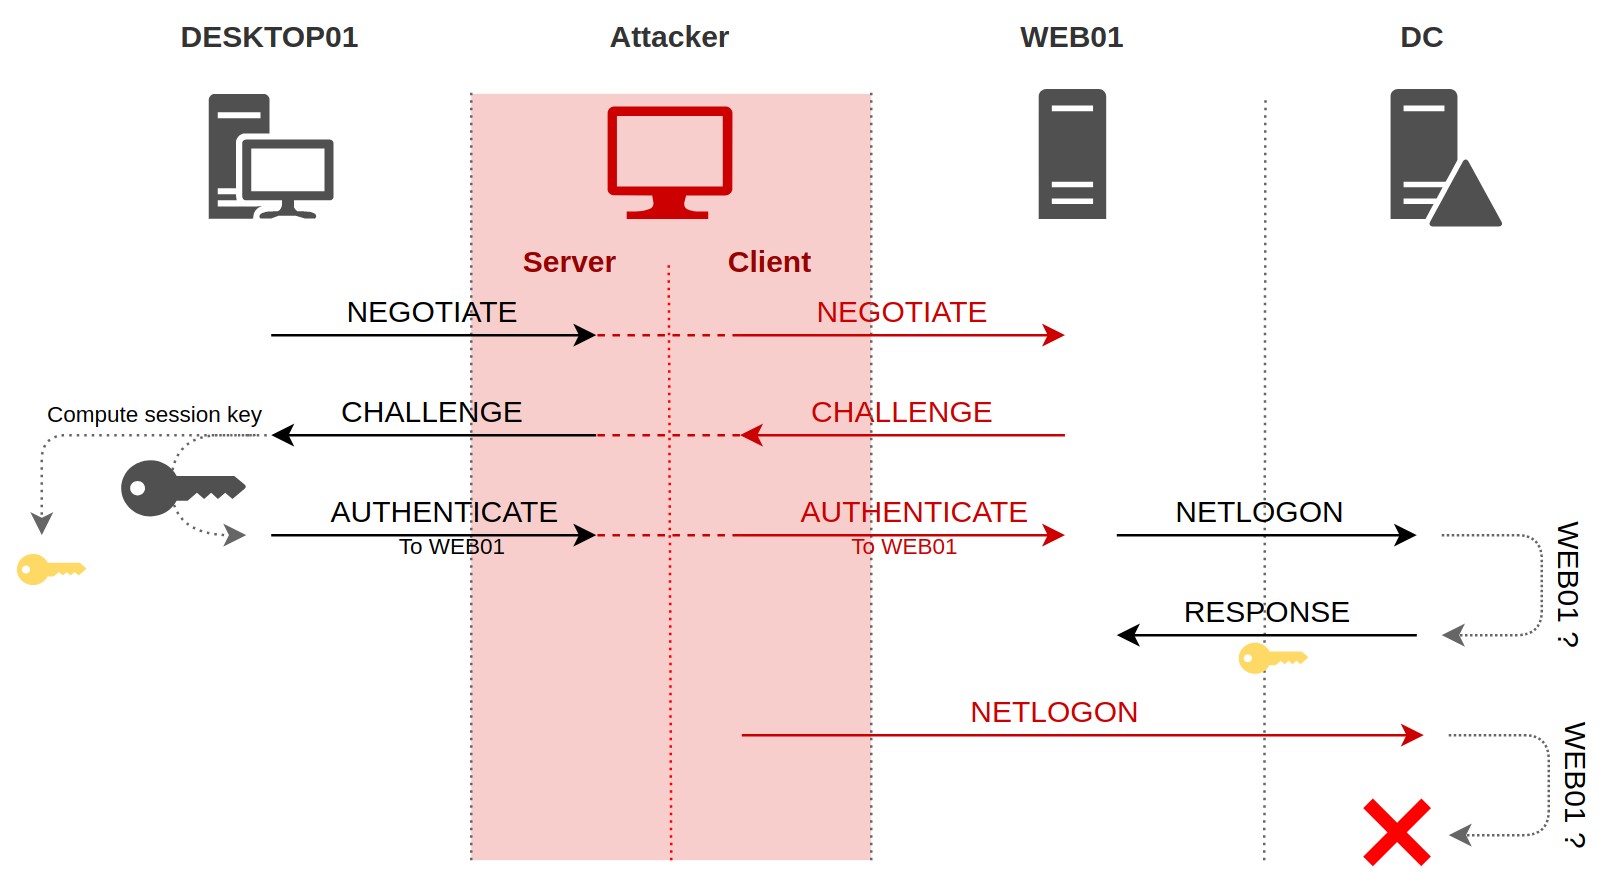 DESKTOP01
Attacker
WEB01
DC
Server
Client
NEGOTIATE
NEGOTIATE
Compute session key
CHALLENGE
CHALLENGE
AUTHENTICATE
To WEB01
AUTHENTICATE
To WEB01
NETLOGON
WEB01 ?
RESPONSE
NETLOGON
WEB01 ?